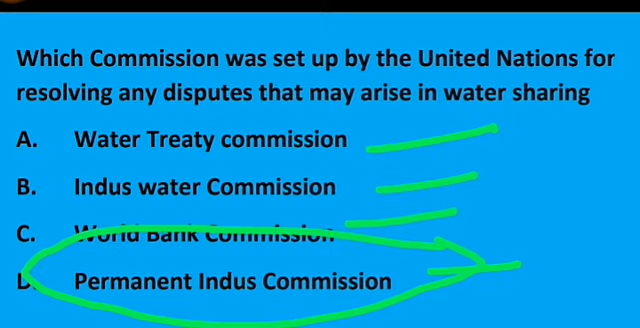 Which Commission was set up by the United Nations for
resolving any disputes that may arise in water sharing
A. Water Treaty commission
B. Indus water Commission
C. World Bank Commission
D. Permanent Indus Commission